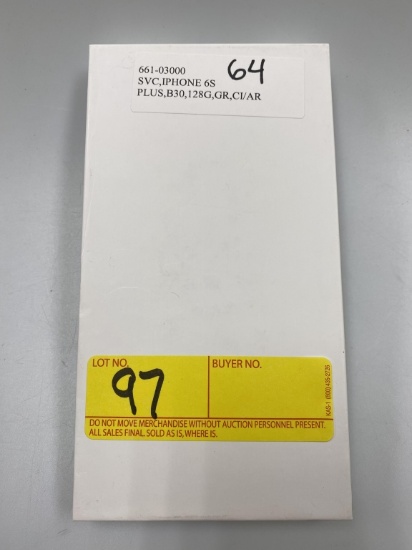 661-03000
64
SVC,IPHONE 6S
PLUS,B30,128G,GR,CI/AR
LOT NO.
97
BUYER NO.
DO NOT MOVE MERCHANDISE WITHOUT AUCTION PERSONNEL PRESENT.
ALL SALES FINAL. SOLD AS IS, WHERE IS.